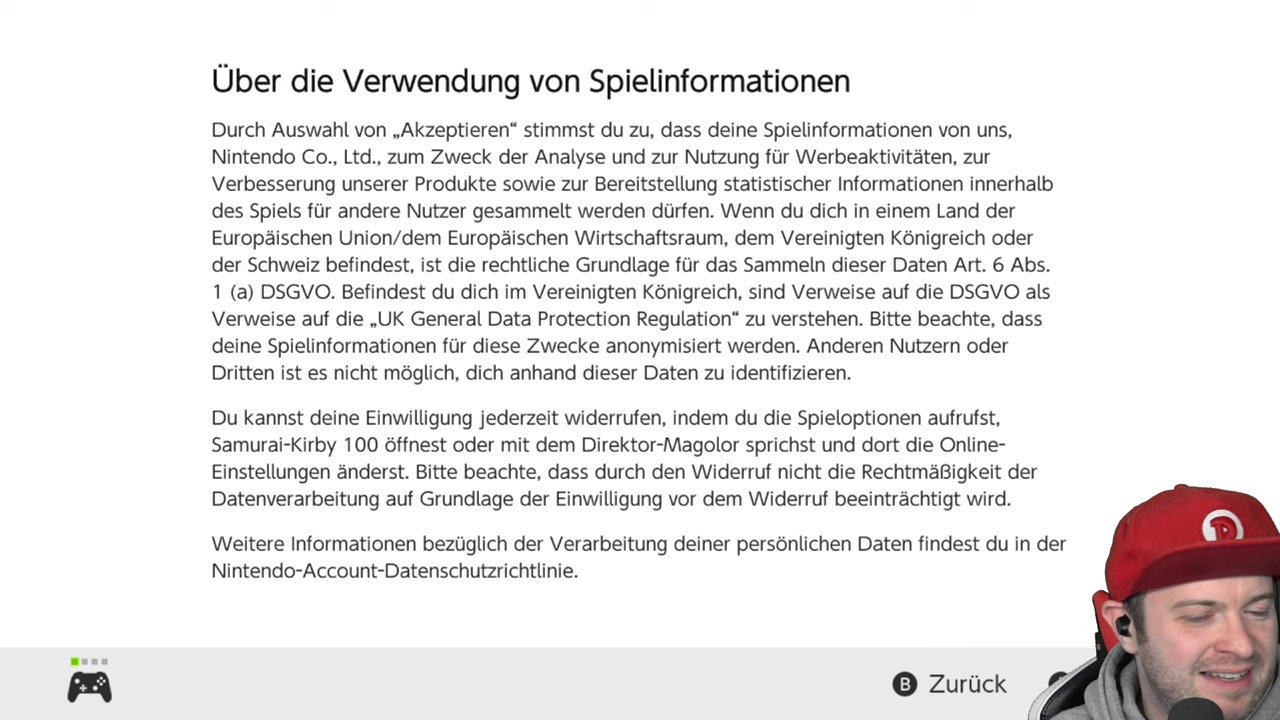 Über die Verwendung von Spielinformationen
Durch Auswahl von „Akzeptieren“ stimmst du zu, dass deine Spielinformationen von uns,
Nintendo Co., Ltd., zum Zweck der Analyse und zur Nutzung für Werbeaktivitäten, zur
Verbesserung unserer Produkte sowie zur Bereitstellung statistischer Informationen innerhalb
des Spiels für andere Nutzer gesammelt werden dürfen. Wenn du dich in einem Land der
Europäischen Union/dem Europäischen Wirtschaftsraum, dem Vereinigten Königreich oder
der Schweiz befindest, ist die rechtliche Grundlage für das Sammeln dieser Daten Art. 6 Abs.
1 (a) DSGVO. Befindest du dich im Vereinigten Königreich, sind Verweise auf die DSGVO als
Verweise auf die „UK General Data Protection Regulation“ zu verstehen. Bitte beachte, dass
deine Spielinformationen für diese Zwecke anonymisiert werden. Anderen Nutzern oder
Dritten ist es nicht möglich, dich anhand dieser Daten zu identifizieren.
Du kannst deine Einwilligung jederzeit widerrufen, indem du die Spieloptionen aufrufst,
Samurai-Kirby 100 öffnest oder mit dem Direktor-Magolor sprichst und dort die Online-
Einstellungen änderst. Bitte beachte, dass durch den Widerruf nicht die Rechtmäßigkeit der
Datenverarbeitung auf Grundlage der Einwilligung vor dem Widerruf beeinträchtigt wird.
Weitere Informationen bezüglich der Verarbeitung deiner persönlichen Daten findest du in der
Nintendo-Account-Datenschutzrichtlinie.
B Zurück